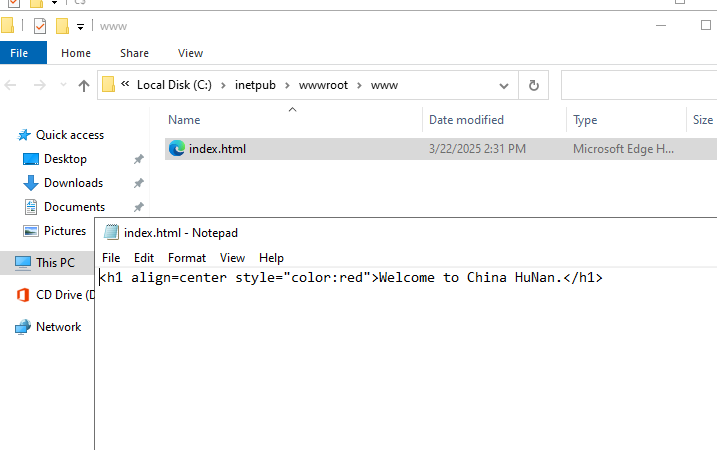 www
File Home Share View
« Local Disk (C:) > inetpub > wwwroot > www
Name Date modified Type Size
Quick access
index.html 3/22/2025 2:31 PM Microsoft Edge H...
Desktop
Downloads
Documents
Pictures
This PC
CD Drive (D
Network
index.html - Notepad
File Edit Format View Help
<h1 align=center style="color:red">Welcome to China HuNan.</h1>